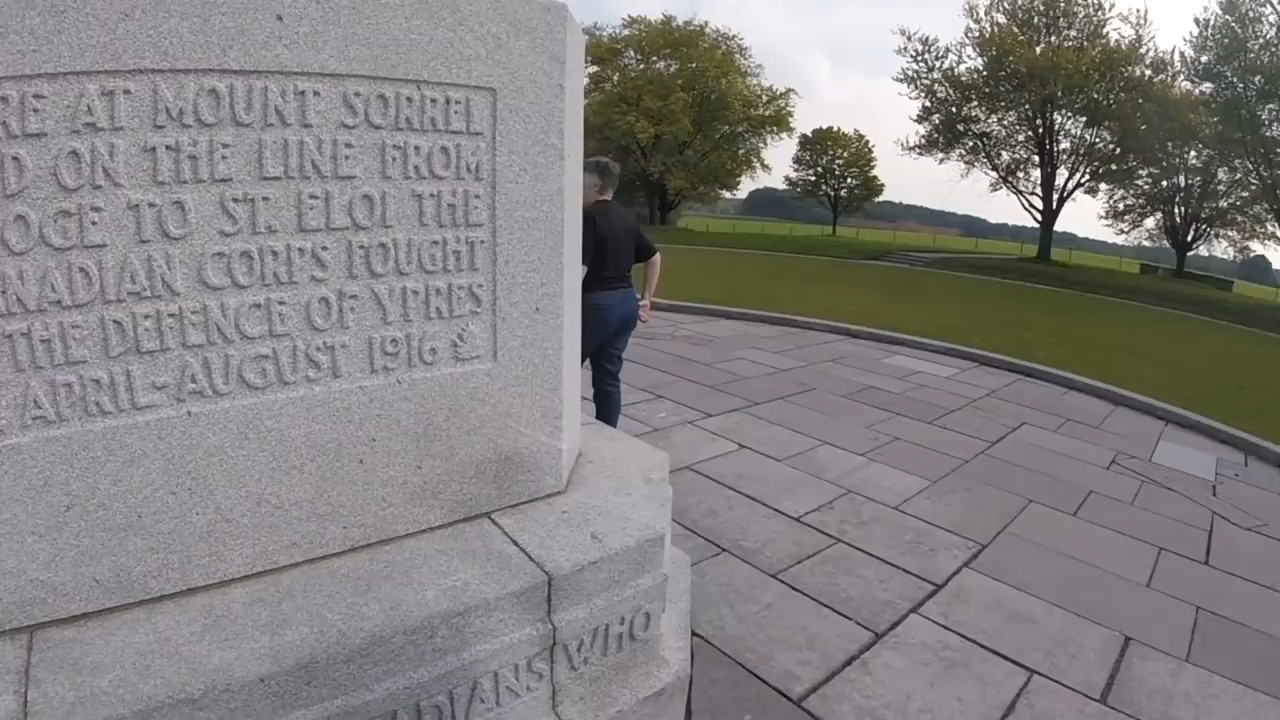 RE AT MOUNT SORREL
D ON THE LINE FROM
OGE TO ST. ELOI THE
NADIAN CORPS FOUGHT
THE DEFENCE OF YPRES
APRIL-AUGUST 1916
ADIANS WHO